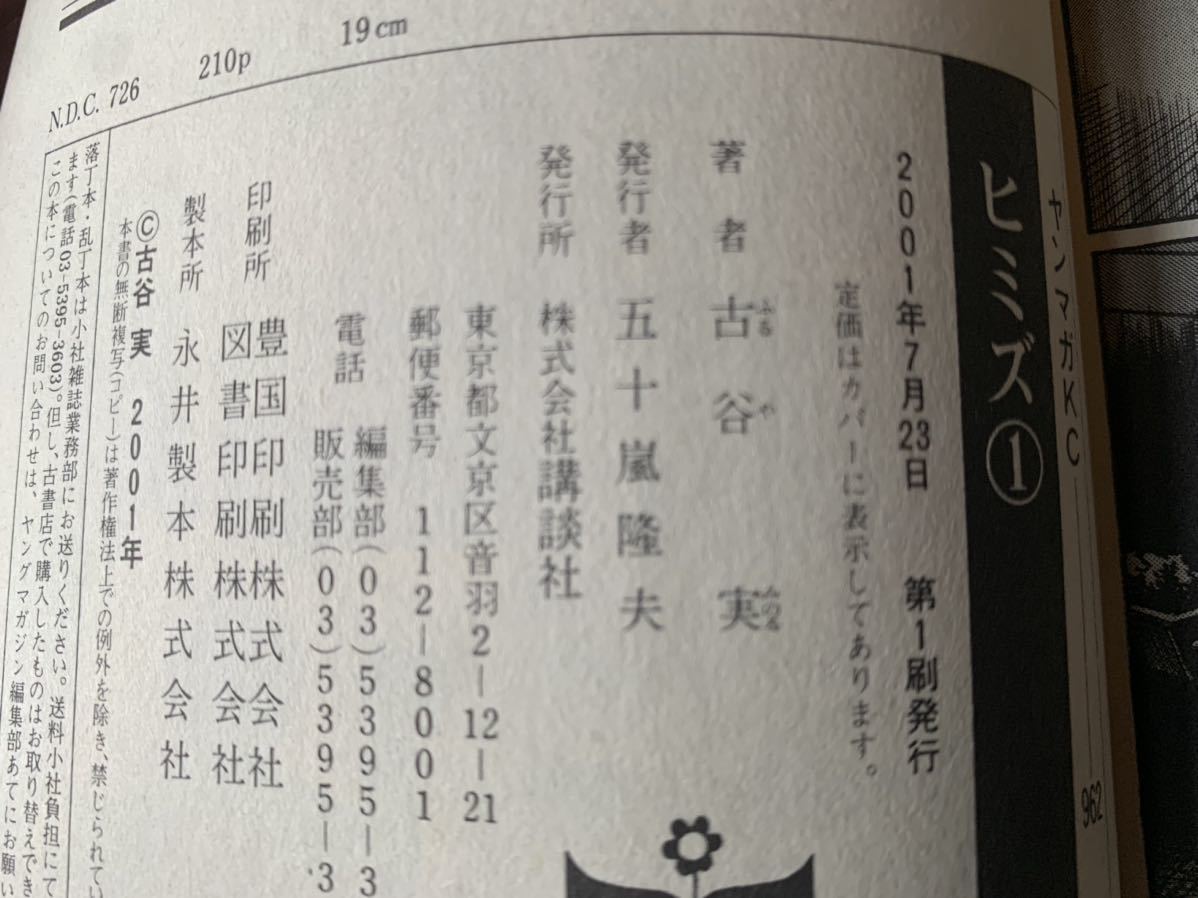 ヤンマガKC
962
ヒミズ①
2001年7月23日 第1刷発行
定価はカバーに表示してあります。
著者 古谷 実
ふる や みのる
発行者 五十嵐隆夫
発行所 株式会社講談社
東京都文京区音羽2-12-21
郵便番号 112-8001
電話 編集部(03)5395-3
販売部(03)5395-3
印刷所 豊国印刷株式会社
図書印刷株式会社
製本所 永井製本株式会社
©古谷 実 2001年
本書の無断複写(コピー)は著作権法上での例外を除き、禁じられてい
落丁本・乱丁本は小社雑誌業務部にお送りください。送料小社負担にて
ます(電話03-5395-3603)。但し、古書店で購入したものはお取り替えでき
この本についてのお問い合わせは、ヤングマガジン編集部あてにお願い
N.D.C. 726 210p 19cm